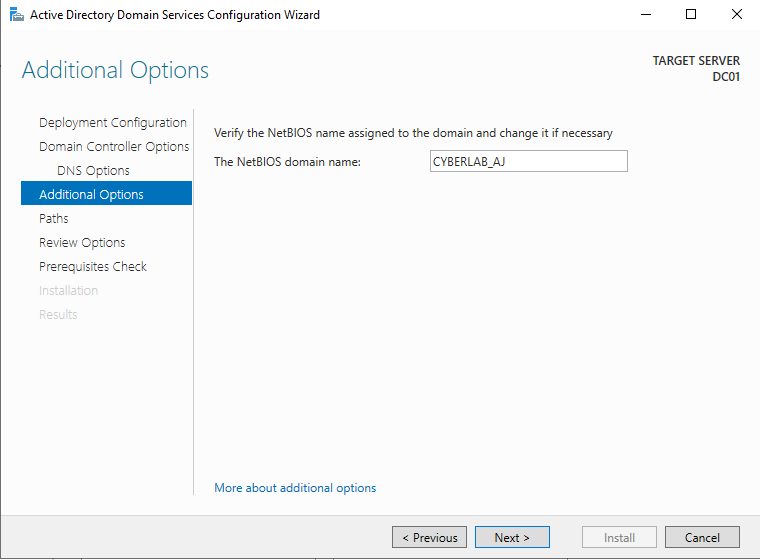 Active Directory Domain Services Configuration Wizard
Additional Options
TARGET SERVER
DC01
Deployment Configuration
Domain Controller Options
DNS Options
Additional Options
Paths
Review Options
Prerequisites Check
Installation
Results
Verify the NetBIOS name assigned to the domain and change it if necessary
The NetBIOS domain name: CYBERLAB_AJ
More about additional options
< Previous Next > Install Cancel